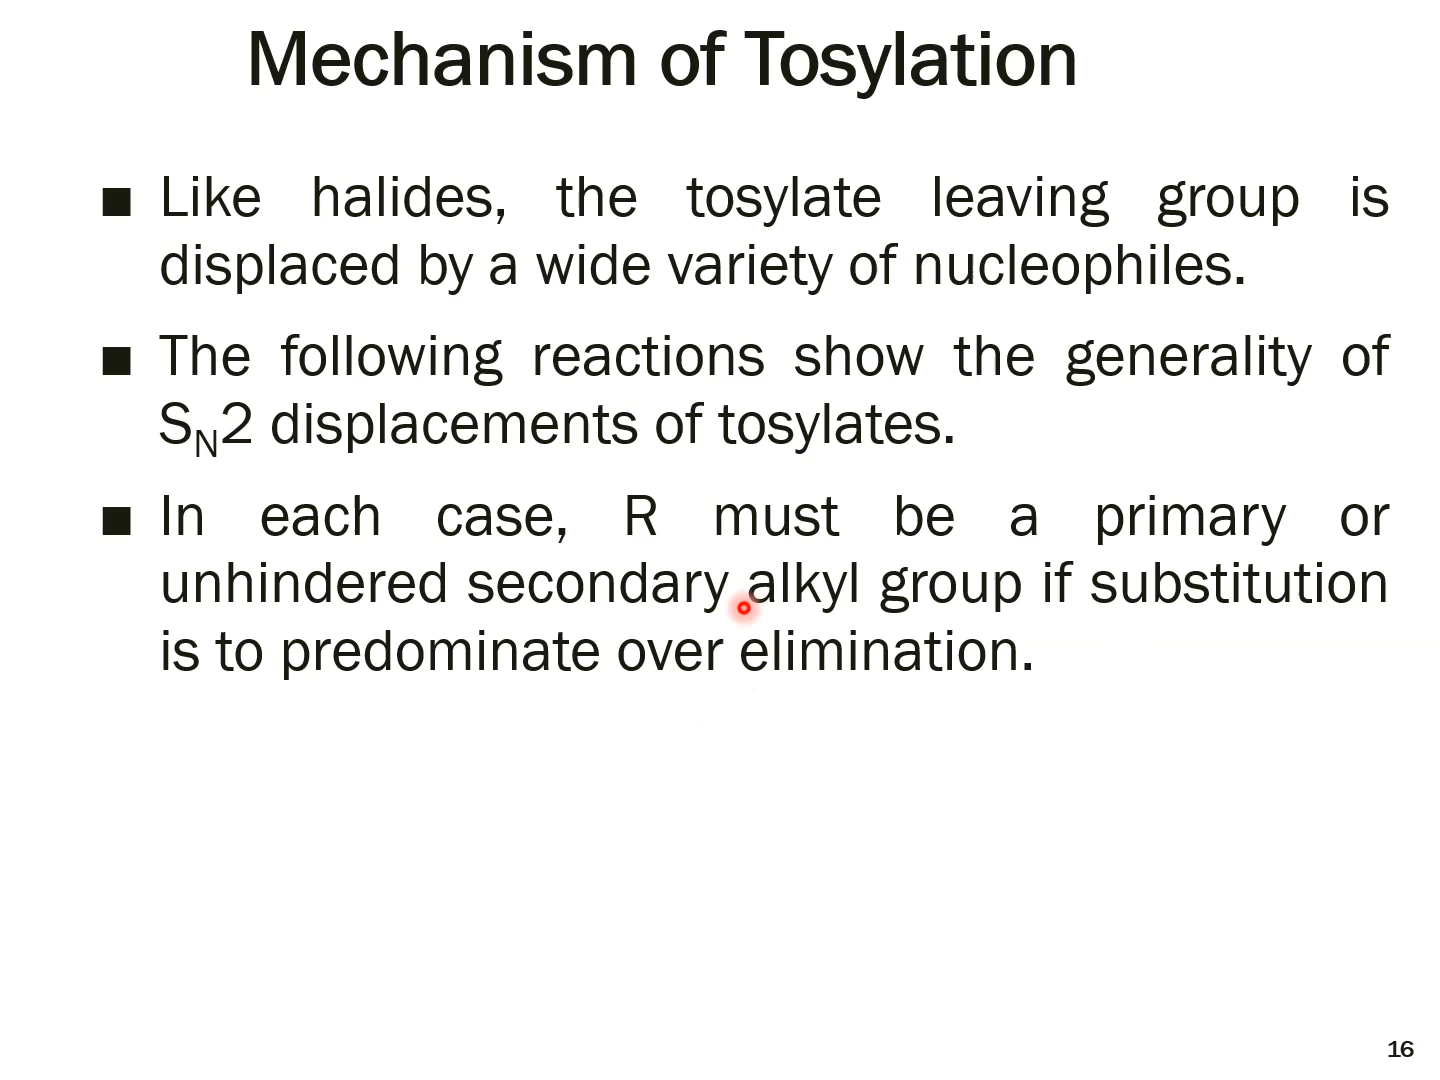 Mechanism of Tosylation
■ Like halides, the tosylate leaving group is
displaced by a wide variety of nucleophiles.
■ The following reactions show the generality of
S_N2 displacements of tosylates.
■ In each case, R must be a primary or
unhindered secondary alkyl group if substitution
is to predominate over elimination.
16